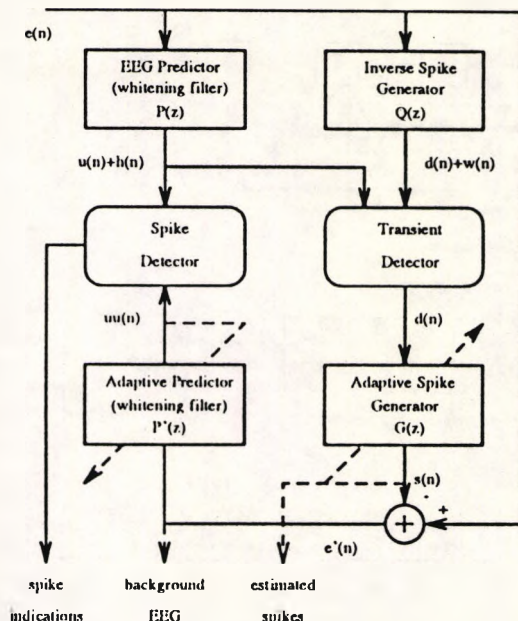 e(n)
EEG Predictor
(whitening filter)
P(z)
Inverse Spike
Generator
Q(z)
u(n)+h(n)
d(n)+w(n)
Spike
Detector
Transient
Detector
uu(n)
d(n)
Adaptive Predictor
(whitening filter)
P`(z)
Adaptive Spike
Generator
G(z)
s(n)
-
+
+
e`(n)
spike
indications
background
EEG
estimated
spikes